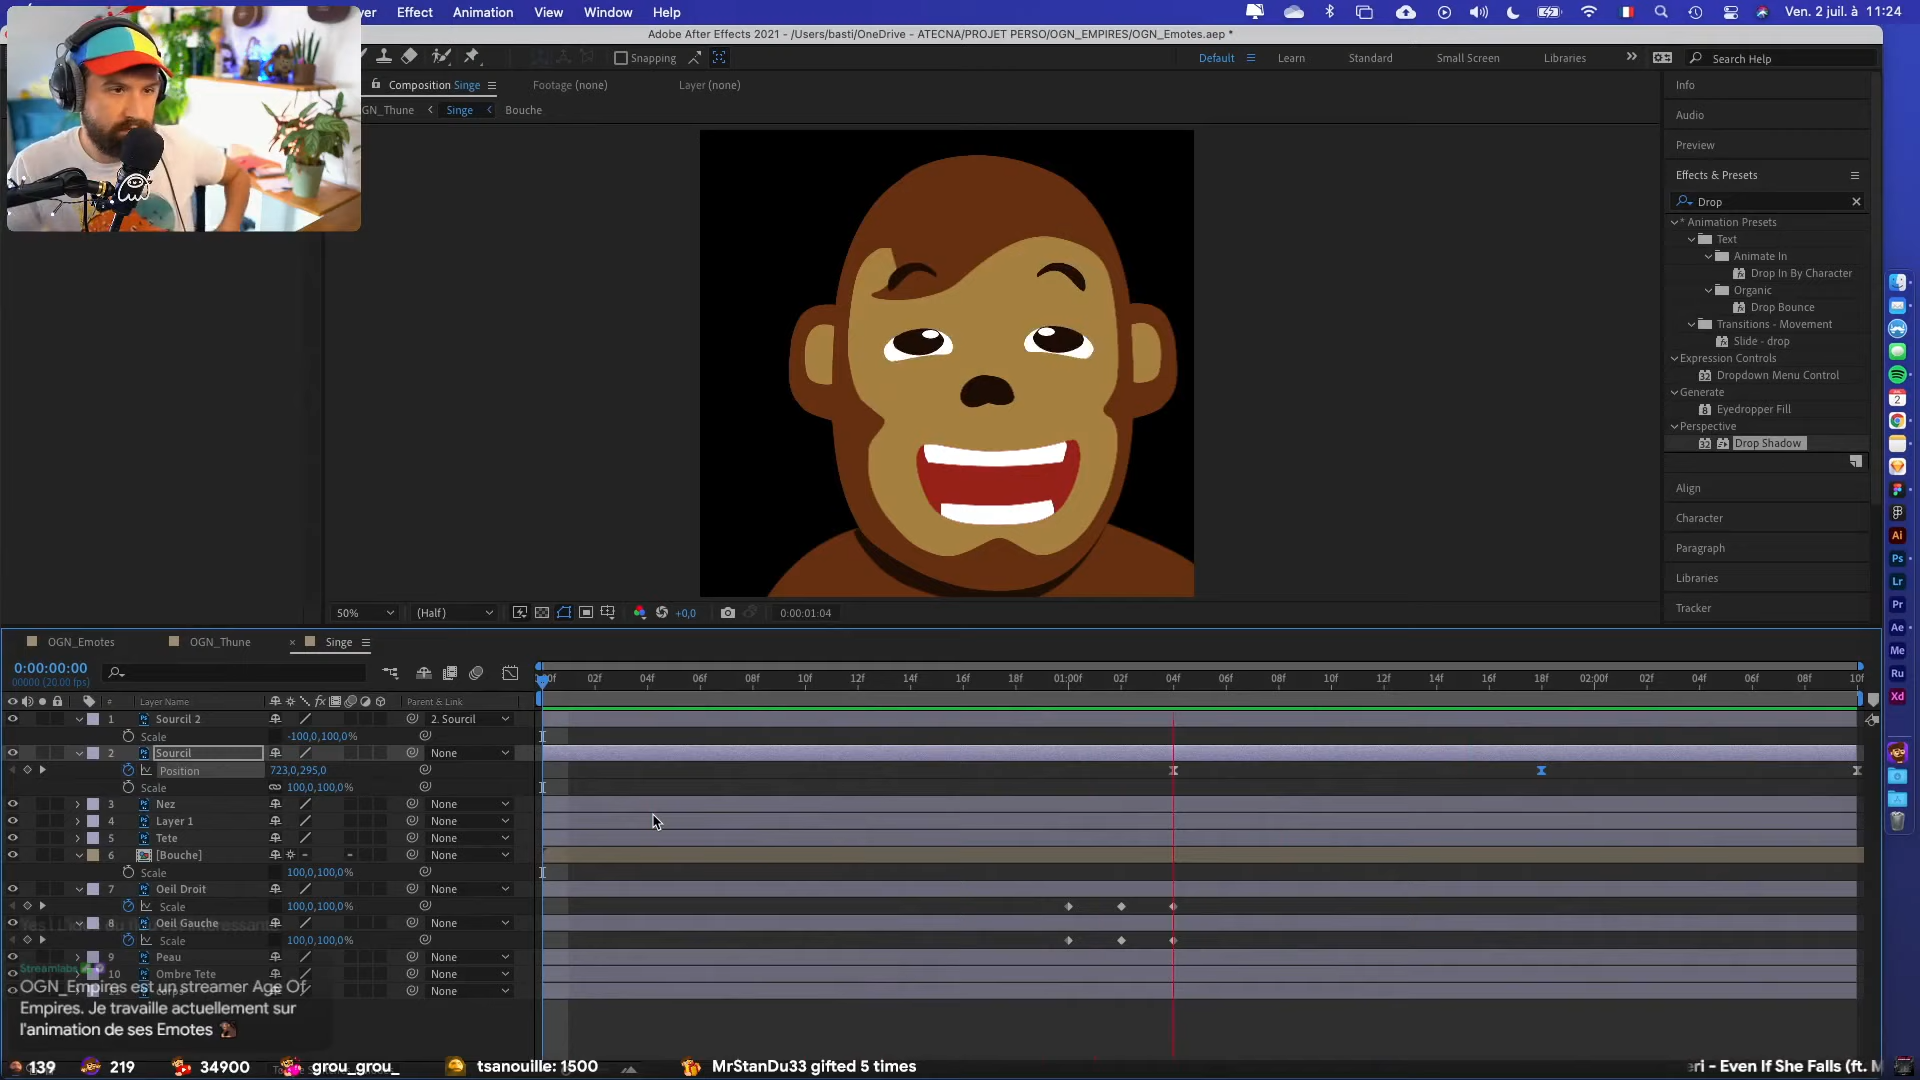 ver Effect Animation View Window Help
Ven. 2 juil. à 11:24
Adobe After Effects 2021 - /Users/basti/OneDrive - ATECNA/PROJET PERSO/OGN_EMPIRES/OGN_Emotes.aep *
Snapping
Default Learn Standard Small Screen Libraries
Search Help
Composition Singe
Footage (none)
Layer (none)
GN_Thune Singe Bouche
Info
Audio
Preview
Effects & Presets
Drop
* Animation Presets
Text
Animate In
Drop In By Character
Organic
Drop Bounce
Transitions - Movement
Slide - drop
Expression Controls
Dropdown Menu Control
Generate
Eyedropper Fill
Perspective
Drop Shadow
Align
Character
Paragraph
Libraries
Tracker
2
Ai
Ps
Lr
Pr
Ae
Me
Ru
Xd
50% (Half) +0,0 0:00:01:04
OGN_Emotes OGN_Thune Singe
0:00:00:00
00000 (20.00 fps)
02f 04f 06f 08f 10f 12f 14f 16f 18f 01:00f 02f 04f 06f 08f 10f 12f 14f 16f 18f 02:00f 02f 04f 06f 08f 10f
# Layer Name Parent & Link
1 Sourcil 2 2. Sourcil
Scale -100,0,100,0%
2 Sourcil None
Position 723,0,295,0
Scale 100,0,100,0%
3 Nez None
4 Layer 1 None
5 Tete None
6 [Bouche] None
Scale 100,0,100,0%
7 Oeil Droit None
Scale 100,0,100,0%
8 Oeil Gauche None
Scale 100,0,100,0%
9 Peau None
10 Ombre Tete None
None
Streamlabs
OGN_Empires est un streamer Age Of
Empires. Je travaille actuellement sur
l'animation de ses Emotes
139 219 34900 grou_grou_ tsanouille: 1500 MrStanDu33 gifted 5 times
eri - Even If She Falls (ft. M